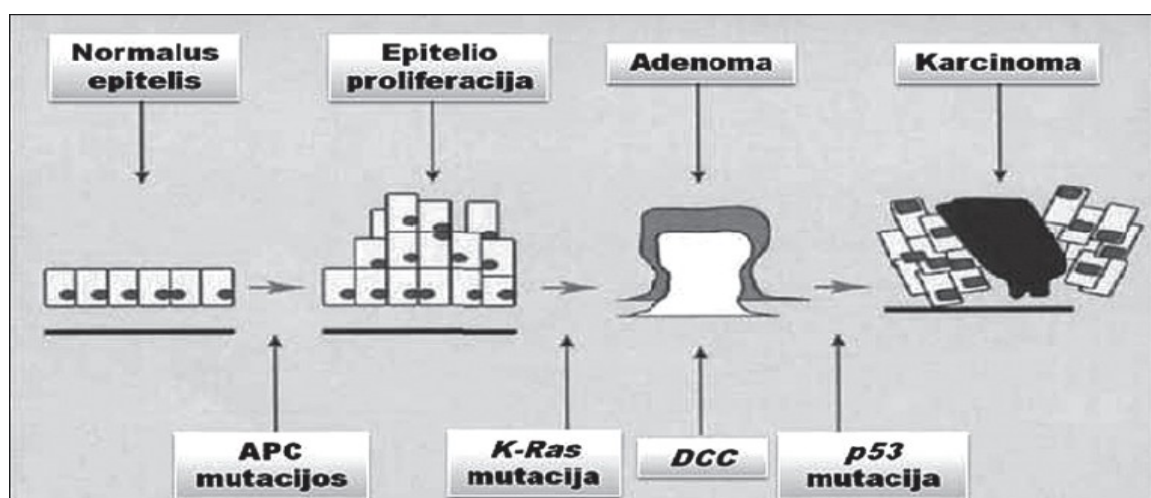 Normalus
epitelis
Epitelio
proliferacija
Adenoma
Karcinoma
APC
mutacijos
K-Ras
mutacija
DCC
p53
mutacija